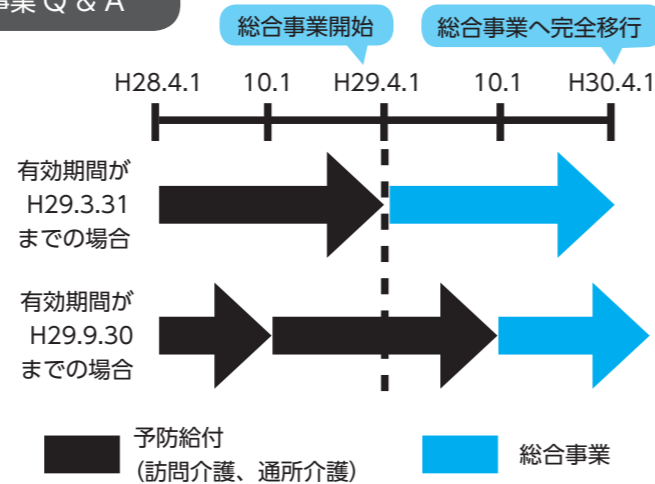 事業 Q & A
総合事業開始
総合事業へ完全移行
H28.4.1 10.1 H29.4.1 10.1 H30.4.1
有効期間が
H29.3.31
までの場合
有効期間が
H29.9.30
までの場合
予防給付
（訪問介護、通所介護）
総合事業